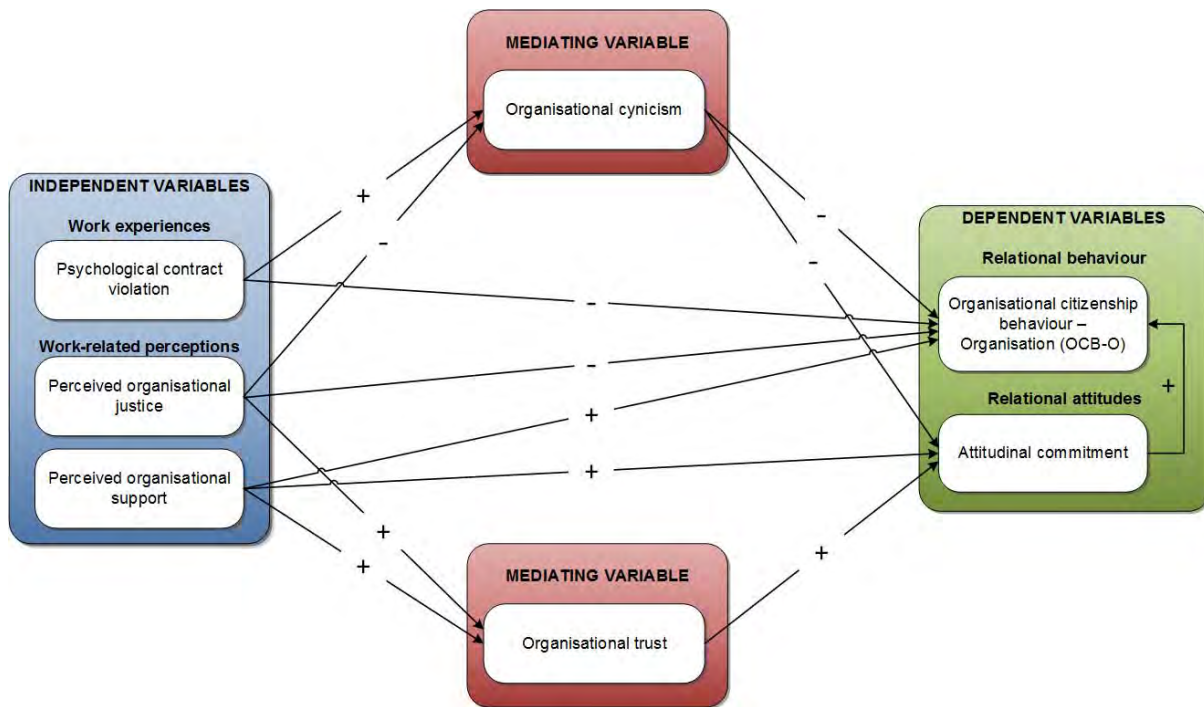 MEDIATING VARIABLE
Organisational cynicism
INDEPENDENT VARIABLES
Work experiences
Psychological contract
violation
Work-related perceptions
Perceived organisational
justice
Perceived organisational
support
+
-
-
-
-
-
+
+
+
+
+
+
DEPENDENT VARIABLES
Relational behaviour
Organisational citizenship
behaviour –
Organisation (OCB-O)
Relational attitudes
Attitudinal commitment
MEDIATING VARIABLE
Organisational trust